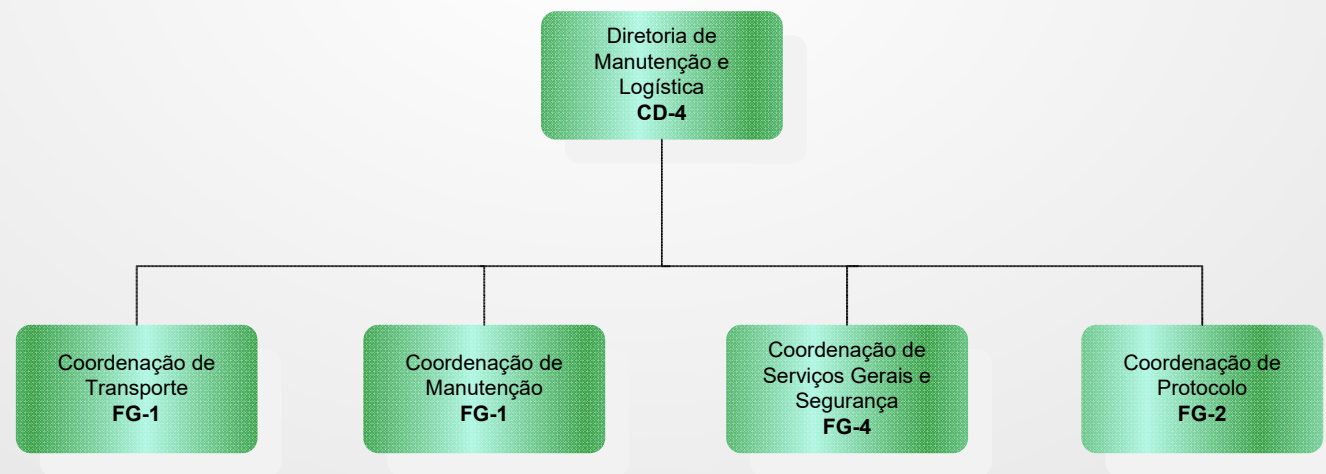 Diretoria de
Manutenção e
Logística
CD-4
Coordenação de
Transporte
FG-1
Coordenação de
Manutenção
FG-1
Coordenação de
Serviços Gerais e
Segurança
FG-4
Coordenação de
Protocolo
FG-2